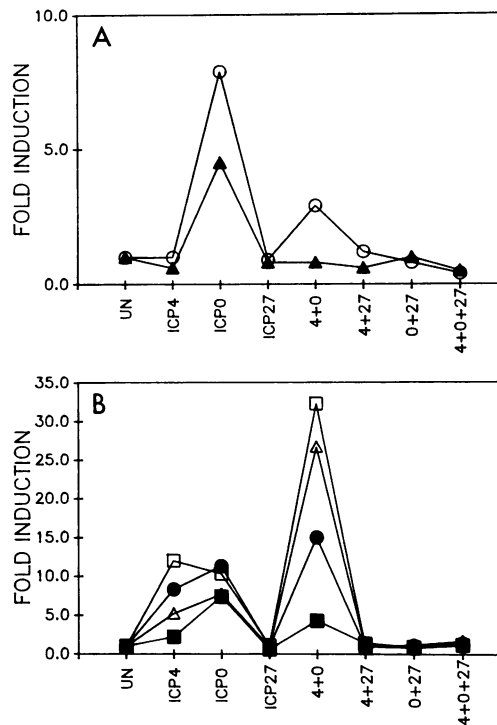 A
FOLD INDUCTION
10.0
5.0
0.0
UN
ICP4
ICP0
ICP27
4+0
4+27
0+27
4+0+27
B
FOLD INDUCTION
35.0
30.0
25.0
20.0
15.0
10.0
5.0
0.0
UN
ICP4
ICP0
ICP27
4+0
4+27
0+27
4+0+27